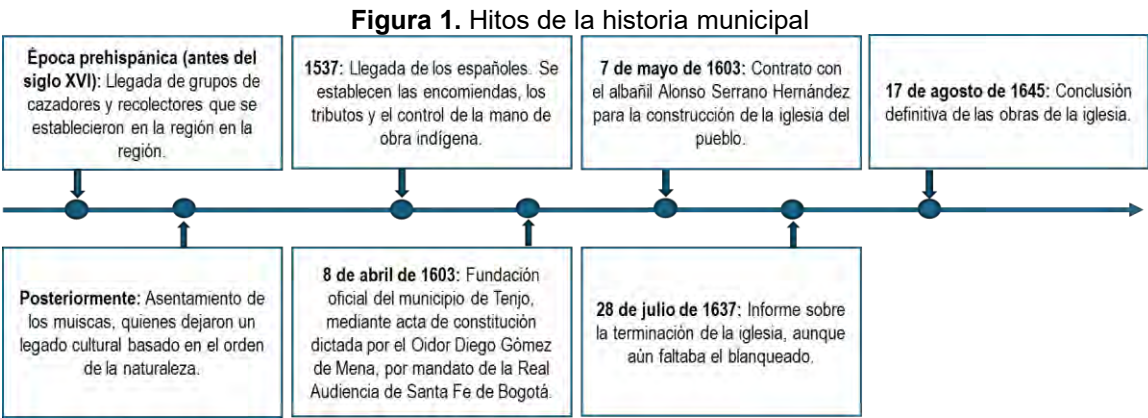 Figura 1. Hitos de la historia municipal
Época prehispánica (antes del
siglo XVI): Llegada de grupos de
cazadores y recolectores que se
establecieron en la región en la
región.
1537: Llegada de los españoles. Se
establecen las encomiendas, los
tributos y el control de la mano de
obra indígena.
7 de mayo de 1603: Contrato con
el albañil Alonso Serrano Hernández
para la construcción de la iglesia del
pueblo.
17 de agosto de 1645: Conclusión
definitiva de las obras de la iglesia.
Posteriormente: Asentamiento de
los muiscas, quienes dejaron un
legado cultural basado en el orden
de la naturaleza.
8 de abril de 1603: Fundación
oficial del municipio de Tenjo,
mediante acta de constitución
dictada por el Oidor Diego Gómez
de Mena, por mandato de la Real
Audiencia de Santa Fe de Bogotá.
28 de julio de 1637: Informe sobre
la terminación de la iglesia, aunque
aún faltaba el blanqueado.